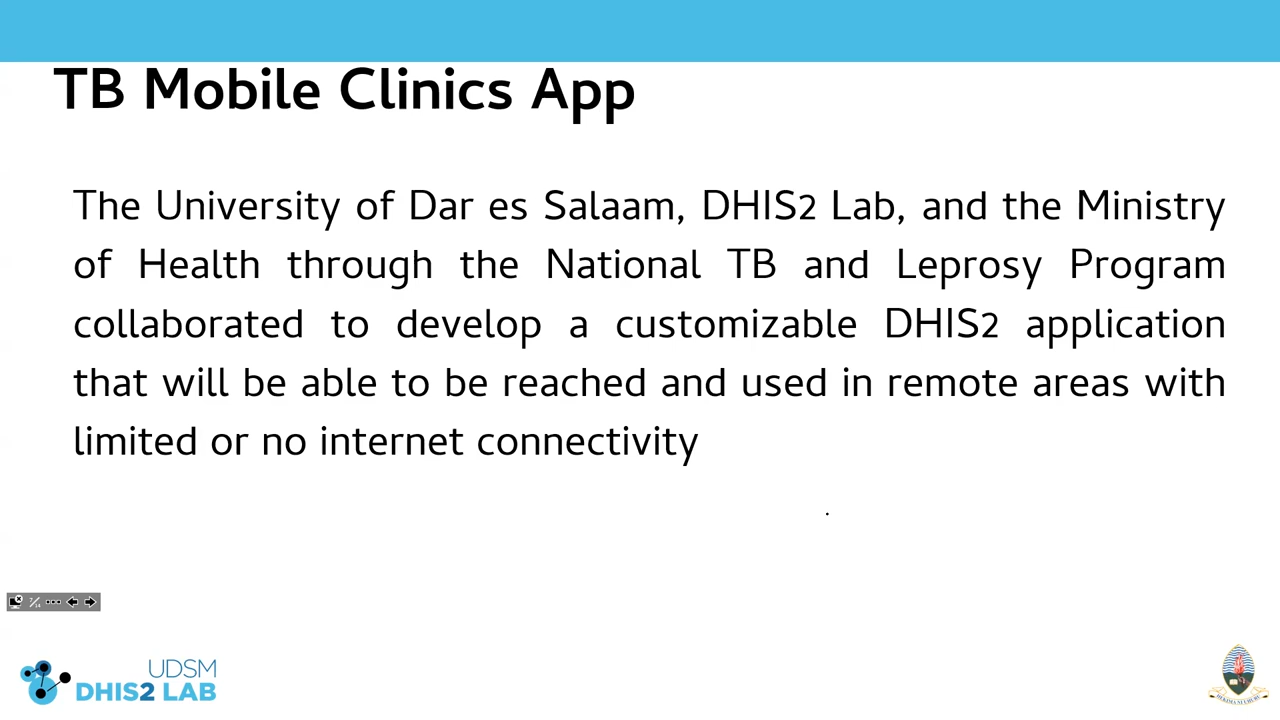 TB Mobile Clinics App
The University of Dar es Salaam, DHIS2 Lab, and the Ministry
of Health through the National TB and Leprosy Program
collaborated to develop a customizable DHIS2 application
that will be able to be reached and used in remote areas with
limited or no internet connectivity
.
7/14
UDSM
DHIS2 LAB